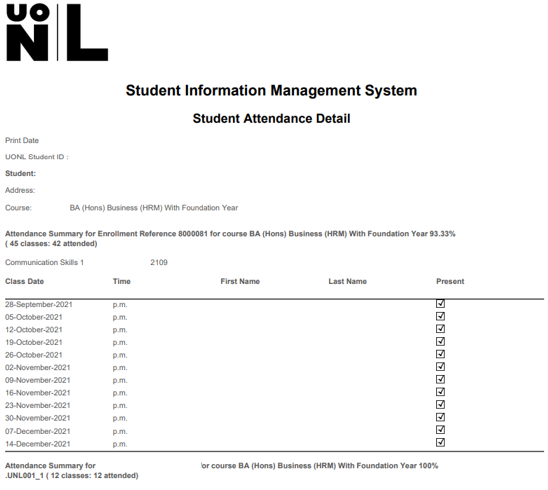 UONL
Student Information Management System
Student Attendance Detail
Print Date
UONL Student ID :
Student:
Address:
Course: BA (Hons) Business (HRM) With Foundation Year
Attendance Summary for Enrollment Reference 8000081 for course BA (Hons) Business (HRM) With Foundation Year 93.33%
( 45 classes: 42 attended)
Communication Skills 1 2109
Class Date Time First Name Last Name Present
28-September-2021 p.m.
05-October-2021 p.m.
12-October-2021 p.m.
19-October-2021 p.m.
26-October-2021 p.m.
02-November-2021 p.m.
09-November-2021 p.m.
16-November-2021 p.m.
23-November-2021 p.m.
30-November-2021 p.m.
07-December-2021 p.m.
14-December-2021 p.m.
Attendance Summary for or course BA (Hons) Business (HRM) With Foundation Year 100%
.UNL001_1 ( 12 classes: 12 attended)